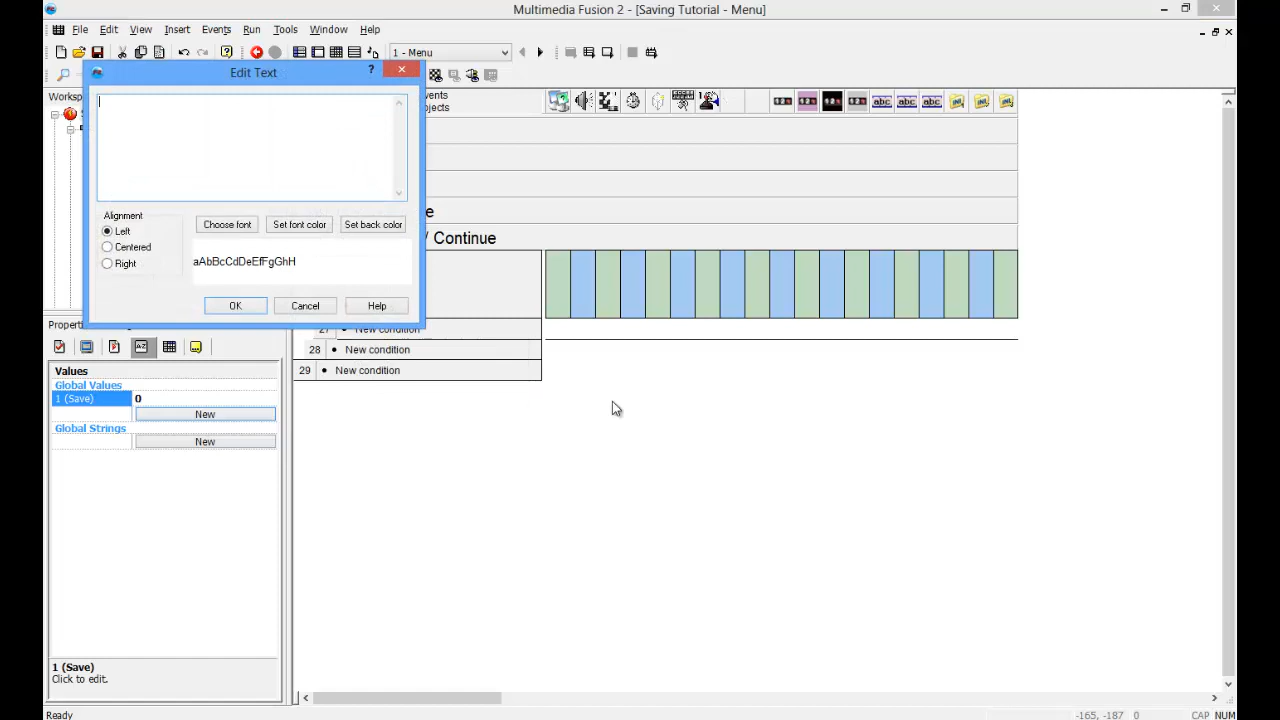 Multimedia Fusion 2 - [Saving Tutorial - Menu]
File Edit View Insert Events Run Tools Window Help
1 - Menu
Edit Text
?
Alignment
Left
Centered
Right
Choose font
Set font color
Set back color
aAbBcCdDeEfFgGhH
OK
Cancel
Help
/ Continue
27 • New condition
28 • New condition
29 • New condition
Values
Global Values
1 (Save) 0
New
Global Strings
New
1 (Save)
Click to edit.
Ready
-165, -187 0
CAP NUM